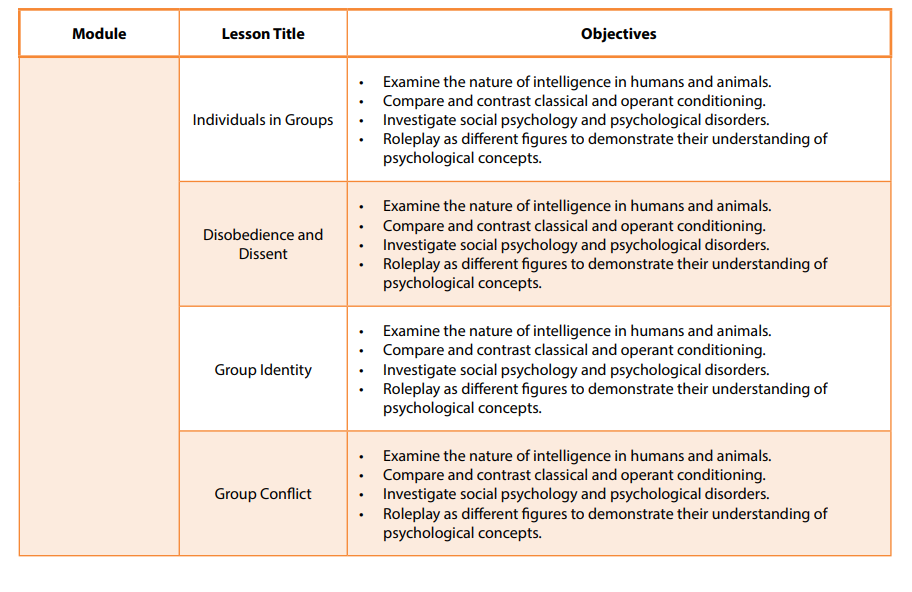 Module
Lesson Title
Objectives
Individuals in Groups
• Examine the nature of intelligence in humans and animals.
• Compare and contrast classical and operant conditioning.
• Investigate social psychology and psychological disorders.
• Roleplay as different figures to demonstrate their understanding of
psychological concepts.
Disobedience and
Dissent
• Examine the nature of intelligence in humans and animals.
• Compare and contrast classical and operant conditioning.
• Investigate social psychology and psychological disorders.
• Roleplay as different figures to demonstrate their understanding of
psychological concepts.
Group Identity
• Examine the nature of intelligence in humans and animals.
• Compare and contrast classical and operant conditioning.
• Investigate social psychology and psychological disorders.
• Roleplay as different figures to demonstrate their understanding of
psychological concepts.
Group Conflict
• Examine the nature of intelligence in humans and animals.
• Compare and contrast classical and operant conditioning.
• Investigate social psychology and psychological disorders.
• Roleplay as different figures to demonstrate their understanding of
psychological concepts.